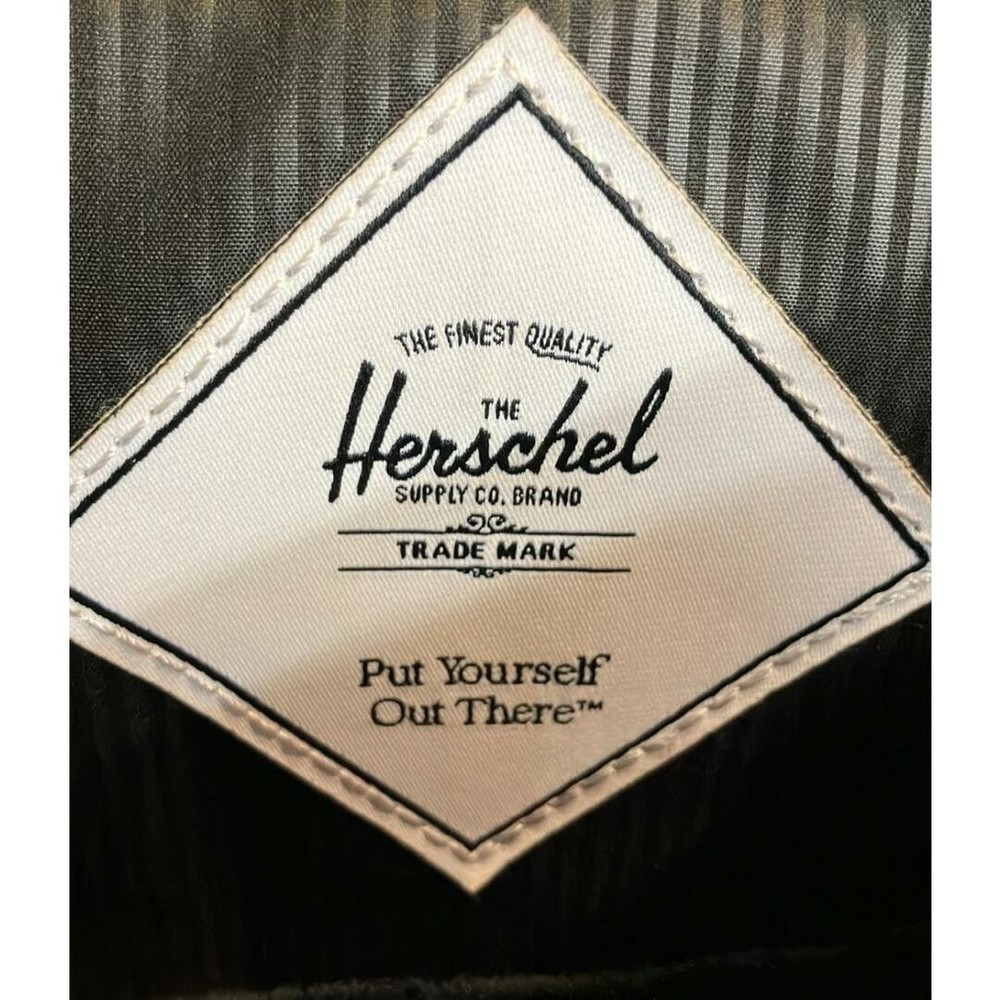 THE FINEST QUALITY
THE
Herschel
SUPPLY CO. BRAND
TRADE MARK
Put Yourself
Out There™